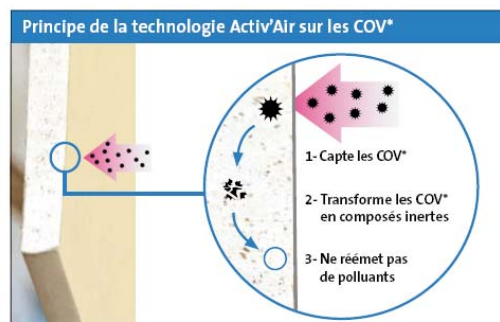 Principe de la technologie Activ’Air sur les COV*
1- Capte les COV*
2- Transforme les COV*
en composés inertes
3- Ne réémet pas
de polluants